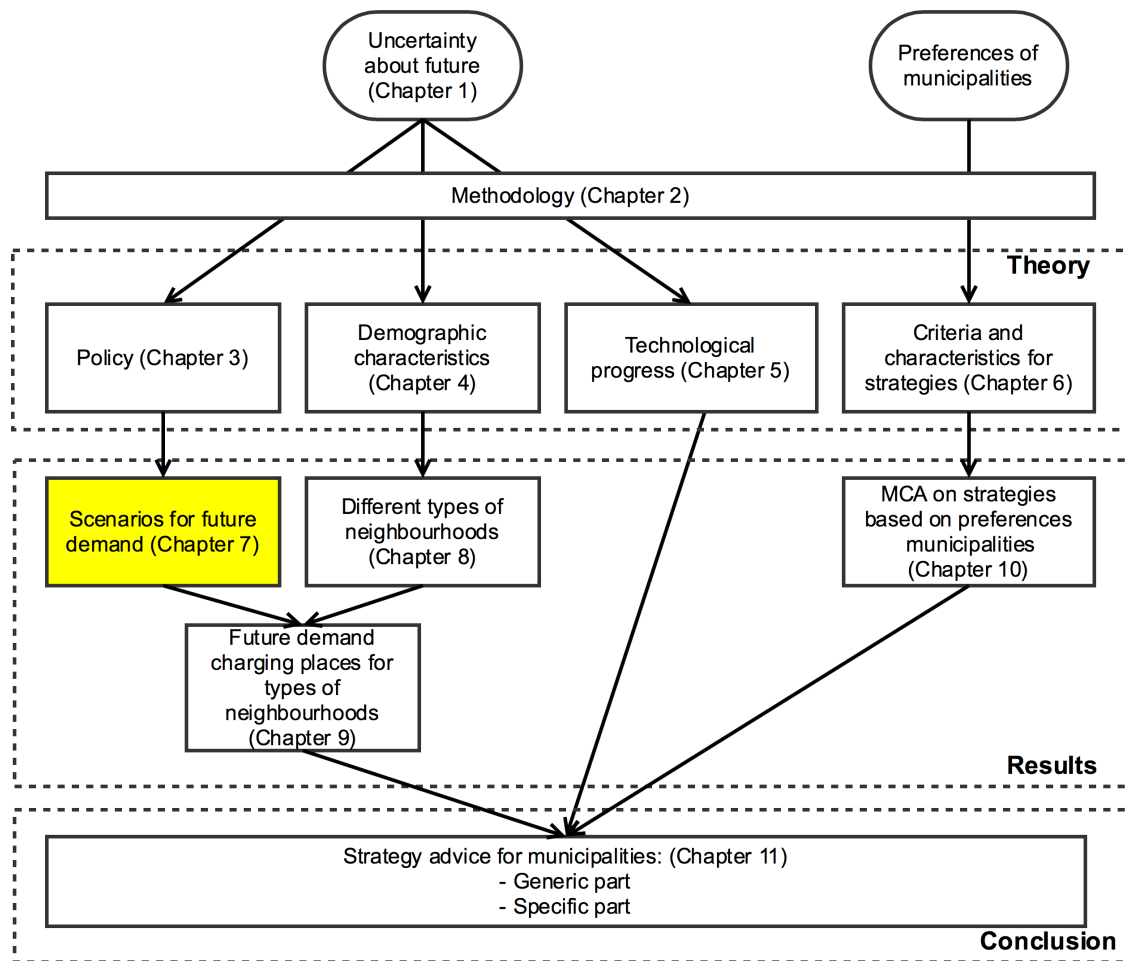 Uncertainty
about future
(Chapter 1)
Preferences of
municipalities
Methodology (Chapter 2)
Theory
Policy (Chapter 3)
Demographic
characteristics
(Chapter 4)
Technological
progress (Chapter 5)
Criteria and
characteristics for
strategies (Chapter 6)
Scenarios for future
demand (Chapter 7)
Different types of
neighbourhoods
(Chapter 8)
MCA on strategies
based on preferences
municipalities
(Chapter 10)
Future demand
charging places for
types of
neighbourhoods
(Chapter 9)
Results
Strategy advice for municipalities: (Chapter 11)
- Generic part
- Specific part
Conclusion